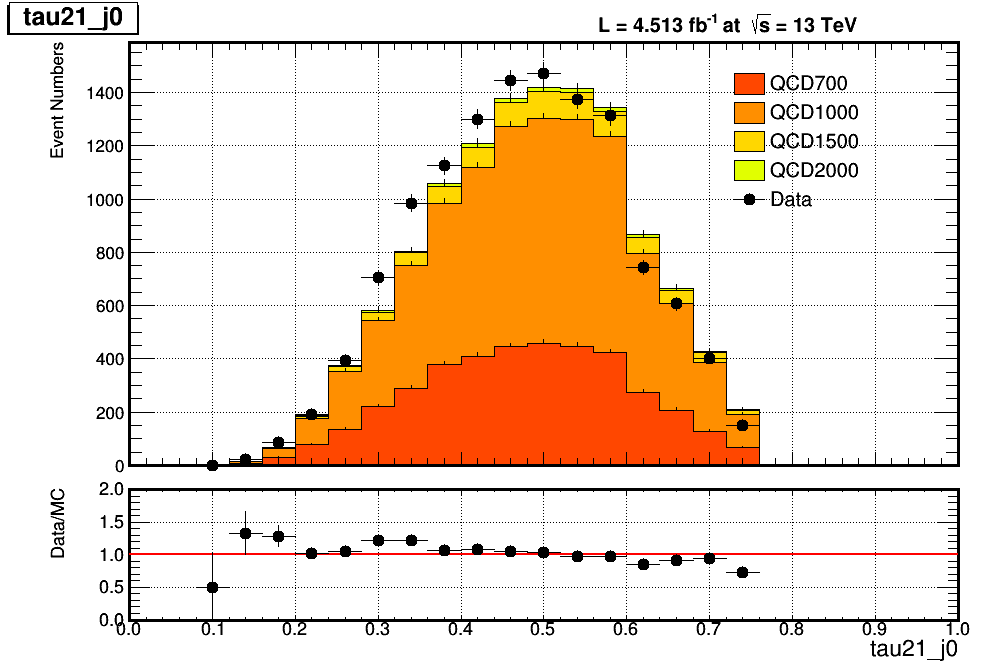 tau21_j0
L = 4.513 fb-1 at √s = 13 TeV
Event Numbers
1400
1200
1000
800
600
400
200
0
QCD700
QCD1000
QCD1500
QCD2000
Data
Data/MC
2.0
1.5
1.0
0.5
0.0
0.0 0.1 0.2 0.3 0.4 0.5 0.6 0.7 0.8 0.9 1.0
tau21_j0